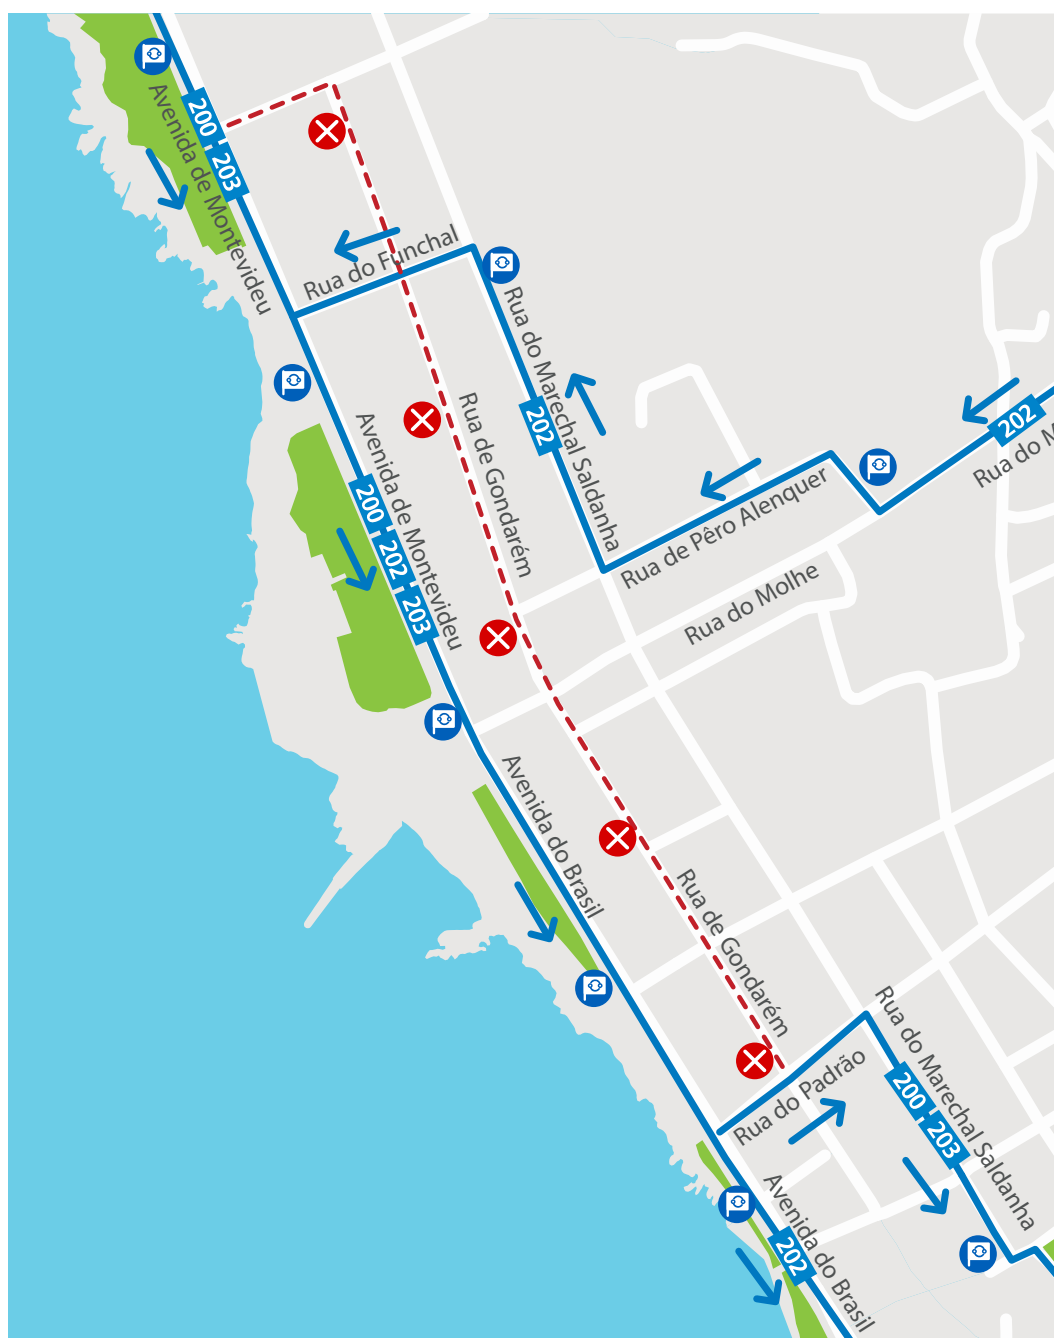 Avenida de Montevideu
200
203
Rua do Funchal
Rua do Marechal Saldanha
202
202
Rua do M
Rua de Gondarém
Avenida de Montevideu
200
202
203
Rua de Pêro Alenquer
Rua do Molhe
Avenida do Brasil
Rua de Gondarém
Rua do Marechal Saldanha
Rua do Padrão
200
203
Avenida do Brasil
202